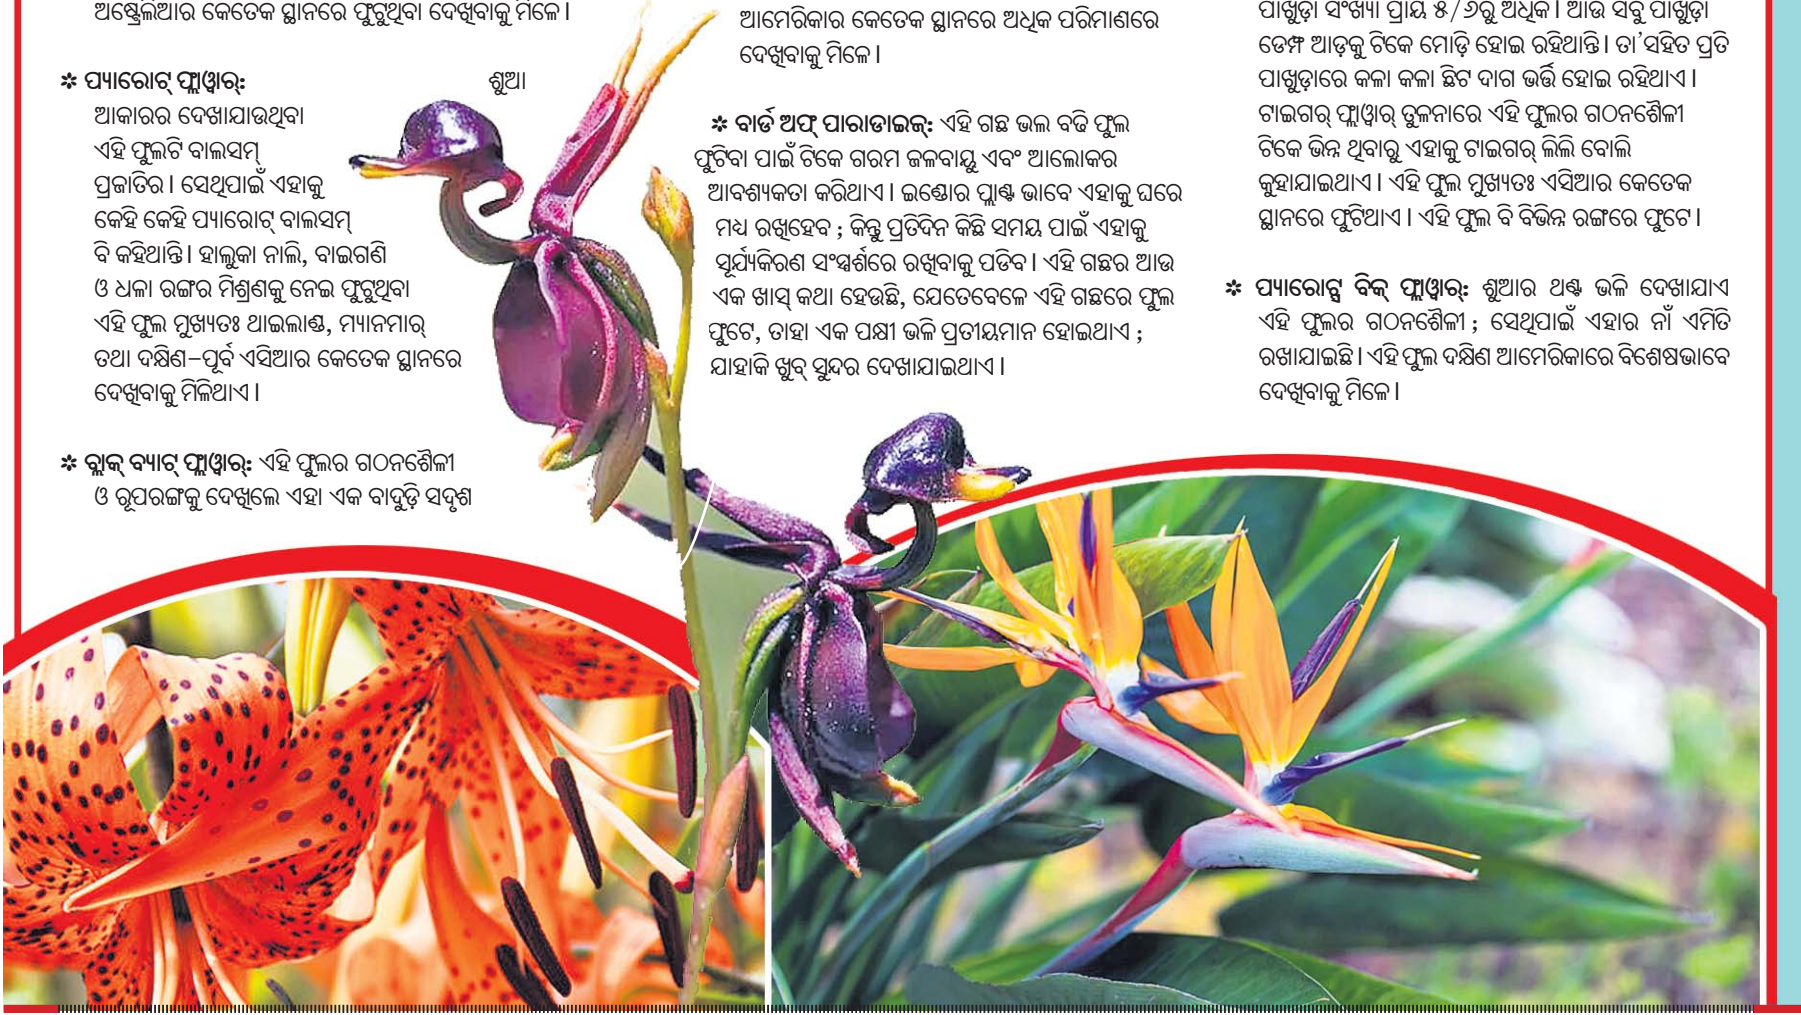 ଅଷ୍ଟ୍ରେଲିଆର କେତେକ ସ୍ଥାନରେ ଫୁଟୁଥିବା ଦେଖିବାକୁ ମିଳେ।
✻ ପ୍ୟାରୋଟ୍ ଫ୍ଲାୱାର୍: ଶୁଆ
ଆକାରର ଦେଖାଯାଉଥିବା
ଏହି ଫୁଲଟି ବାଲସମ୍
ପ୍ରଜାତିର। ସେଥିପାଇଁ ଏହାକୁ
କେହି କେହି ପ୍ୟାରୋଟ୍ ବାଲସମ୍
ବି କହିଥାନ୍ତି। ହାଲୁକା ନାଲି, ବାଇଗଣି
ଓ ଧଳା ରଙ୍ଗର ମିଶ୍ରଣକୁ ନେଇ ଫୁଟୁଥିବା
ଏହି ଫୁଲ ମୁଖ୍ୟତଃ ଥାଇଲାଣ୍ଡ, ମ୍ୟାନମାର୍
ତଥା ଦକ୍ଷିଣ-ପୂର୍ବ ଏସିଆର କେତେକ ସ୍ଥାନରେ
ଦେଖିବାକୁ ମିଳିଥାଏ।
✻ ବ୍ଲାକ୍ ବ୍ୟାଟ୍ ଫ୍ଲାୱାର୍: ଏହି ଫୁଲର ଗଠନଶୈଳୀ
ଓ ରୂପରଙ୍ଗକୁ ଦେଖିଲେ ଏହା ଏକ ବାଦୁଡ଼ି ସଦୃଶ
ଆମେରିକାର କେତେକ ସ୍ଥାନରେ ଅଧିକ ପରିମାଣରେ
ଦେଖିବାକୁ ମିଳେ।
✻ ବାର୍ଡ ଅଫ୍ ପାରାଡାଇଜ୍: ଏହି ଗଛ ଭଲ ବଢି ଫୁଲ
ଫୁଟିବା ପାଇଁ ଟିକେ ଗରମ ଜଳବାୟୁ ଏବଂ ଆଲୋକର
ଆବଶ୍ୟକତା କରିଥାଏ। ଇଣ୍ଡୋର ପ୍ଲାଣ୍ଟ ଭାବେ ଏହାକୁ ଘରେ
ମଧ୍ୟ ରଖିହେବ ; କିନ୍ତୁ ପ୍ରତିଦିନ କିଛି ସମୟ ପାଇଁ ଏହାକୁ
ସୂର୍ଯ୍ୟକିରଣ ସଂସ୍ପର୍ଶରେ ରଖିବାକୁ ପଡିବ। ଏହି ଗଛର ଆଉ
ଏକ ଖାସ୍ କଥା ହେଉଛି, ଯେତେବେଳେ ଏହି ଗଛରେ ଫୁଲ
ଫୁଟେ, ତାହା ଏକ ପକ୍ଷୀ ଭଳି ପ୍ରତୀୟମାନ ହୋଇଥାଏ ;
ଯାହାକି ଖୁବ୍ ସୁନ୍ଦର ଦେଖାଯାଇଥାଏ।
ପାଖୁଡ଼ା ସଂଖ୍ୟା ପ୍ରାୟ ୫/୬ରୁ ଅଧିକ। ଆଉ ସବୁ ପାଖୁଡ଼ା
ଡେମ୍ଫ ଆଡ଼କୁ ଟିକେ ମୋଡ଼ି ହୋଇ ରହିଥାନ୍ତି। ତା'ସହିତ ପ୍ରତି
ପାଖୁଡ଼ାରେ କଳା କଳା ଛିଟ ଦାଗ ଭର୍ତ୍ତି ହୋଇ ରହିଥାଏ।
ଟାଇଗର୍ ଫ୍ଲାୱାର୍ ତୁଳନାରେ ଏହି ଫୁଲର ଗଠନଶୈଳୀ
ଟିକେ ଭିନ୍ନ ଥିବାରୁ ଏହାକୁ ଟାଇଗର୍ ଲିଲି ବୋଲି
କୁହାଯାଇଥାଏ। ଏହି ଫୁଲ ମୁଖ୍ୟତଃ ଏସିଆର କେତେକ
ସ୍ଥାନରେ ଫୁଟିଥାଏ। ଏହି ଫୁଲ ବି ବିଭିନ୍ନ ରଙ୍ଗରେ ଫୁଟେ।
✻ ପ୍ୟାରୋଟ୍ସ ବିକ୍ ଫ୍ଲାୱାର୍: ଶୁଆର ଥଣ୍ଟ ଭଳି ଦେଖାଯାଏ
ଏହି ଫୁଲର ଗଠନଶୈଳୀ ; ସେଥିପାଇଁ ଏହାର ନାଁ ଏମିତି
ରଖାଯାଇଛି। ଏହି ଫୁଲ ଦକ୍ଷିଣ ଆମେରିକାରେ ବିଶେଷଭାବେ
ଦେଖିବାକୁ ମିଳେ।